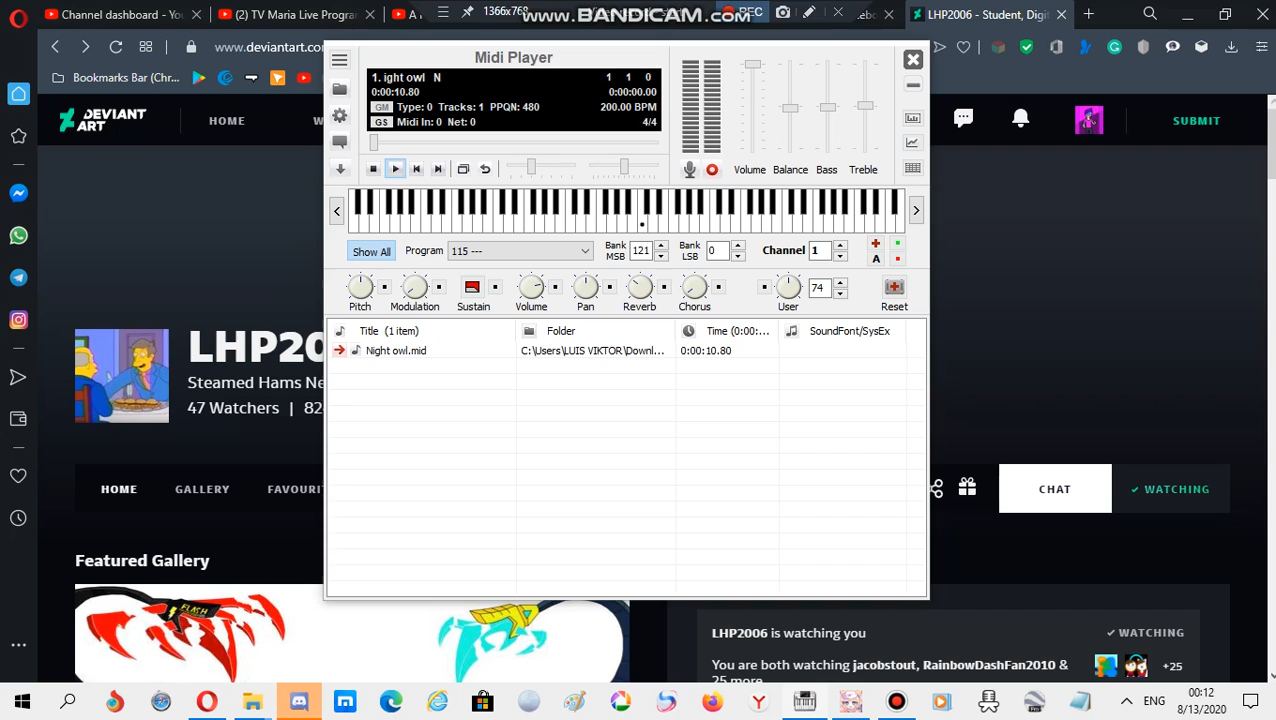 Channel dashboard - You
(2) TV Maria Live Progra
1366x768
www.BANDICAM.com
REC
LHP2006 - Student, Digi
www.deviantart.co
Bookmarks Bar (Chr...
DEVIANT ART
HOME
SUBMIT
LHP20
Steamed Hams Ne
47 Watchers | 82
HOME GALLERY FAVOURIT
CHAT
WATCHING
Featured Gallery
FLASH
LHP2006 is watching you
WATCHING
You are both watching jacobstout, RainbowDashFan2010 &
25 more
+25
Midi Player
1. ight owl N 1 1 0
0:00:10.80 0:00:00.00
GM Type: 0 Tracks: 1 PPQN: 480 200.00 BPM
GS Midi In: 0 Net: 0 4/4
Volume Balance Bass Treble
Show All Program 115 --- Bank MSB 121 Bank LSB 0 Channel 1
A
74
Pitch Modulation Sustain Volume Pan Reverb Chorus User Reset
Title (1 item) Folder Time (0:00:... SoundFont/SysEx
Night owl.mid C:\Users\LUIS VIKTOR\Downl... 0:00:10.80
ENG
00:12
8/13/2020